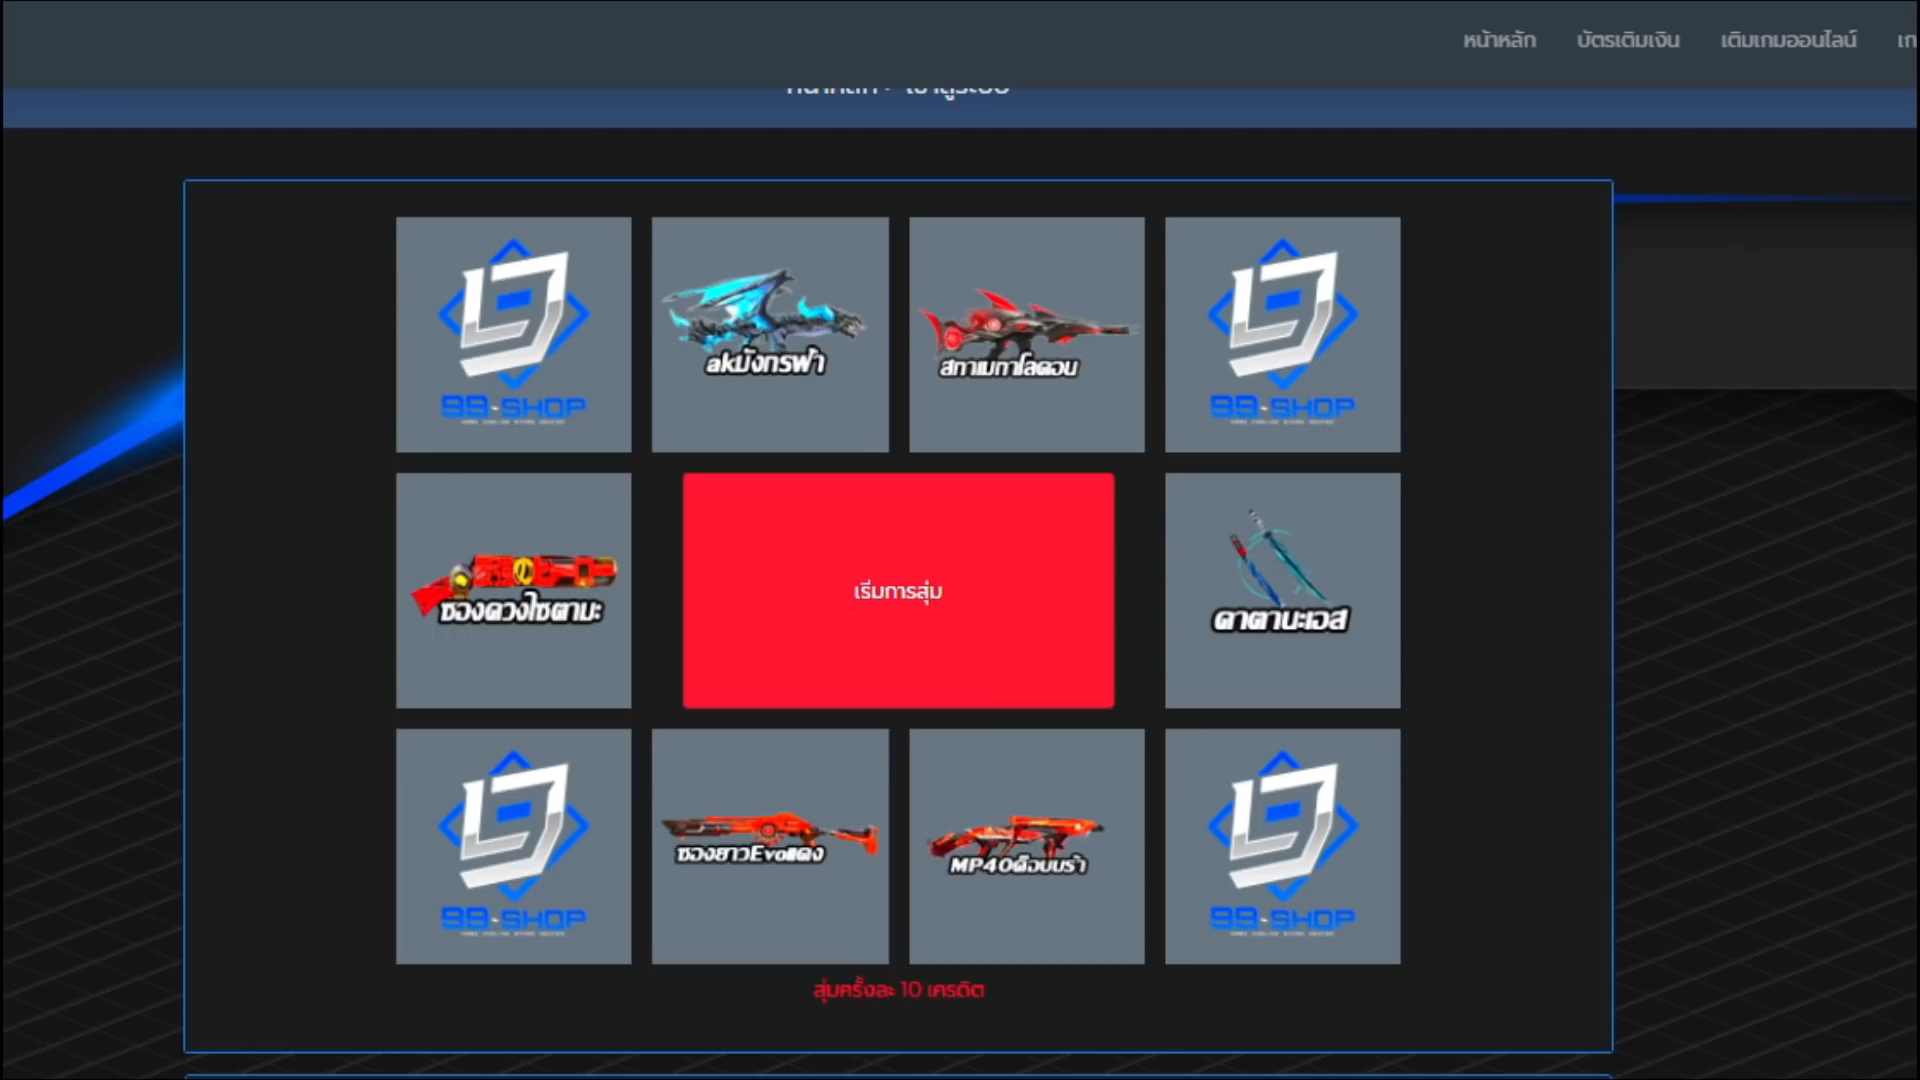 หน้าหลัก บัตรเติมเงิน เติมเกมออนไลน์ เก
99-SHOP
akมังกรฟ้า
สกาเมกาโลดอน
99-SHOP
ซองดวงไซตามะ
เริ่มการสุ่ม
คาตานะเอส
99-SHOP
ซองยาวEvoแดง
MP40คือบบร้า
99-SHOP
สุ่มครั้งละ 10 เครดิต